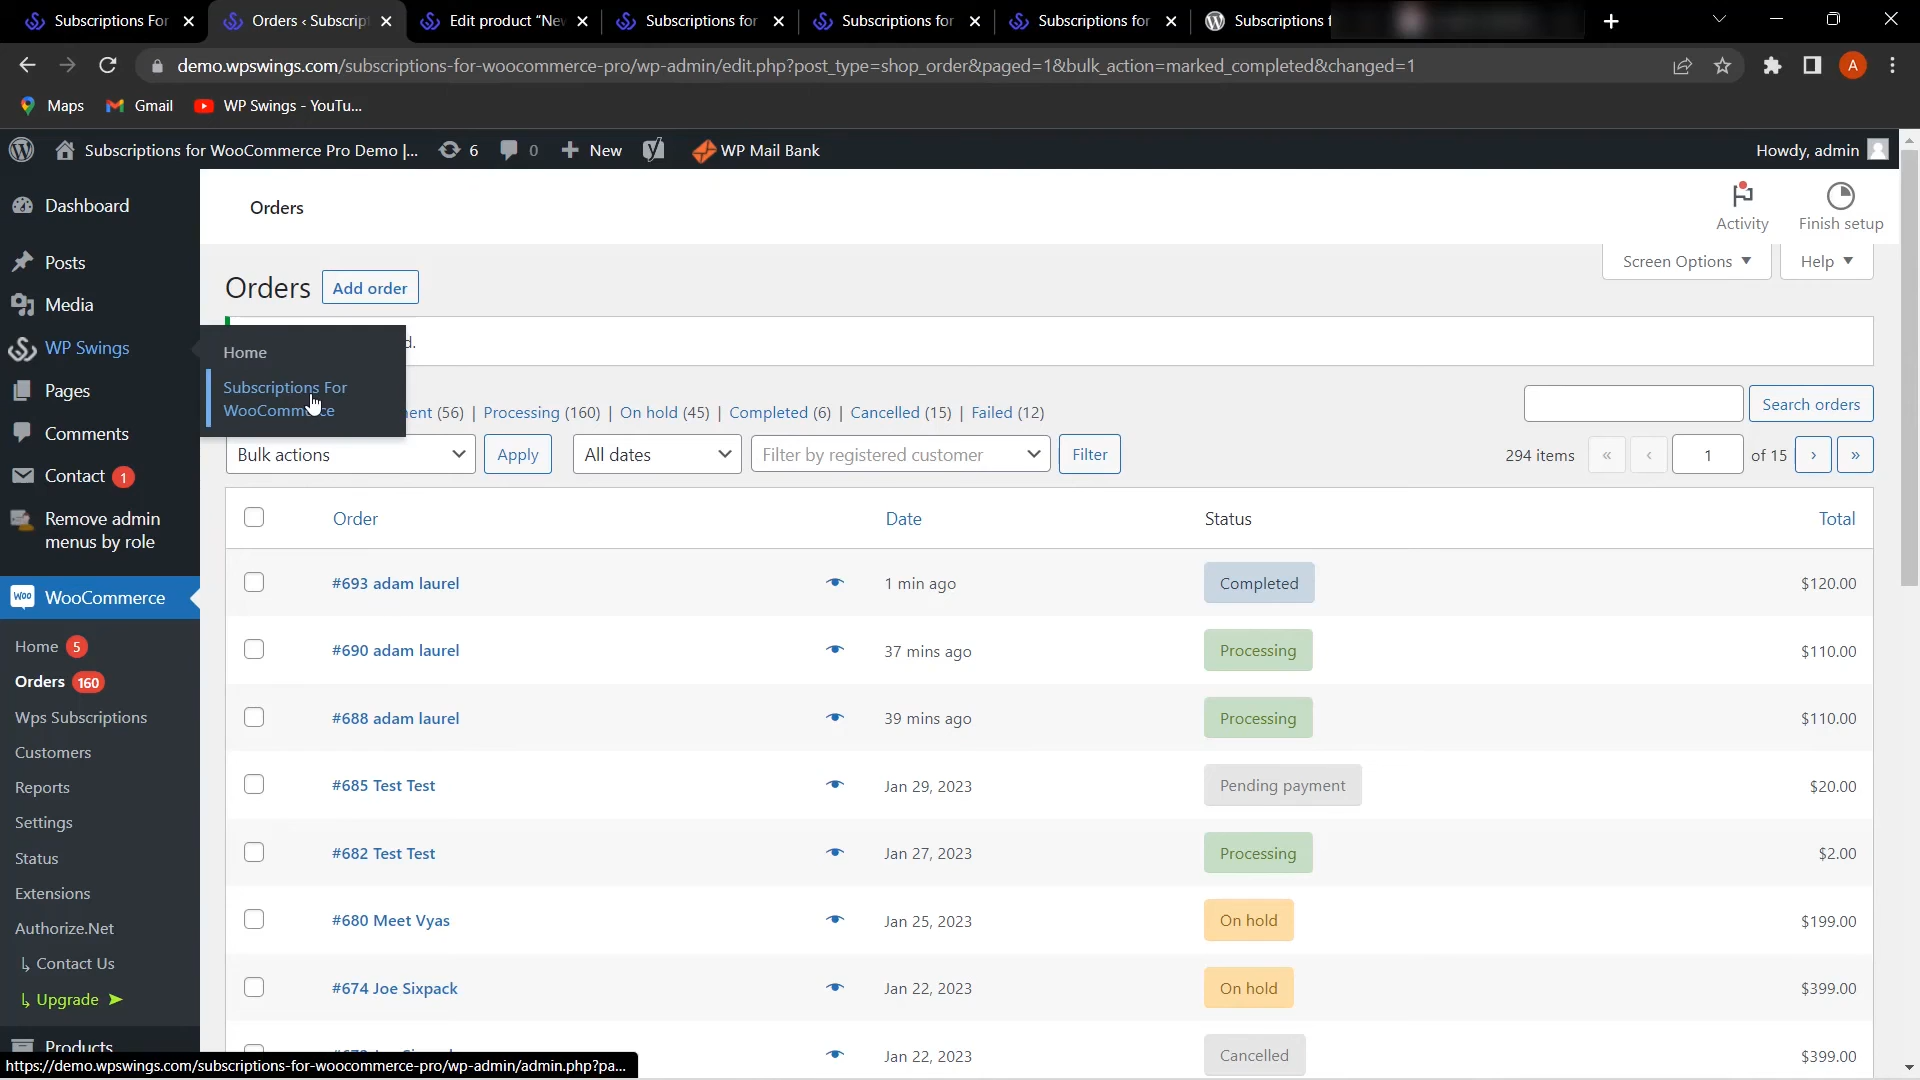 Subscriptions For
Orders ‹ Subscrip
Edit product "Ne
Subscriptions for
Subscriptions for
Subscriptions for
Subscriptions f
demo.wpswings.com/subscriptions-for-woocommerce-pro/wp-admin/edit.php?post_type=shop_order&paged=1&bulk_action=marked_completed&changed=1
A
Maps
Gmail
WP Swings - YouTu...
Subscriptions for WooCommerce Pro Demo |...
6
0
New
WP Mail Bank
Howdy, admin
Dashboard
Posts
Media
WP Swings
Pages
Comments
Contact 1
Remove admin
menus by role
Woo WooCommerce
Home 5
Orders 160
Wps Subscriptions
Customers
Reports
Settings
Status
Extensions
Authorize.Net
↳ Contact Us
↳ Upgrade ➤
Products
Home
Subscriptions For
WooCommerce
Orders
Activity
Finish setup
Screen Options ▼
Help ▼
Orders
Add order
d.
ent (56) | Processing (160) | On hold (45) | Completed (6) | Cancelled (15) | Failed (12)
Search orders
Bulk actions
Apply
All dates
Filter by registered customer
Filter
294 items « ‹ 1 of 15 › »
Order Date Status Total
#693 adam laurel 1 min ago Completed $120.00
#690 adam laurel 37 mins ago Processing $110.00
#688 adam laurel 39 mins ago Processing $110.00
#685 Test Test Jan 29, 2023 Pending payment $20.00
#682 Test Test Jan 27, 2023 Processing $2.00
#680 Meet Vyas Jan 25, 2023 On hold $199.00
#674 Joe Sixpack Jan 22, 2023 On hold $399.00
Jan 22, 2023 Cancelled $399.00
https://demo.wpswings.com/subscriptions-for-woocommerce-pro/wp-admin/admin.php?pa...